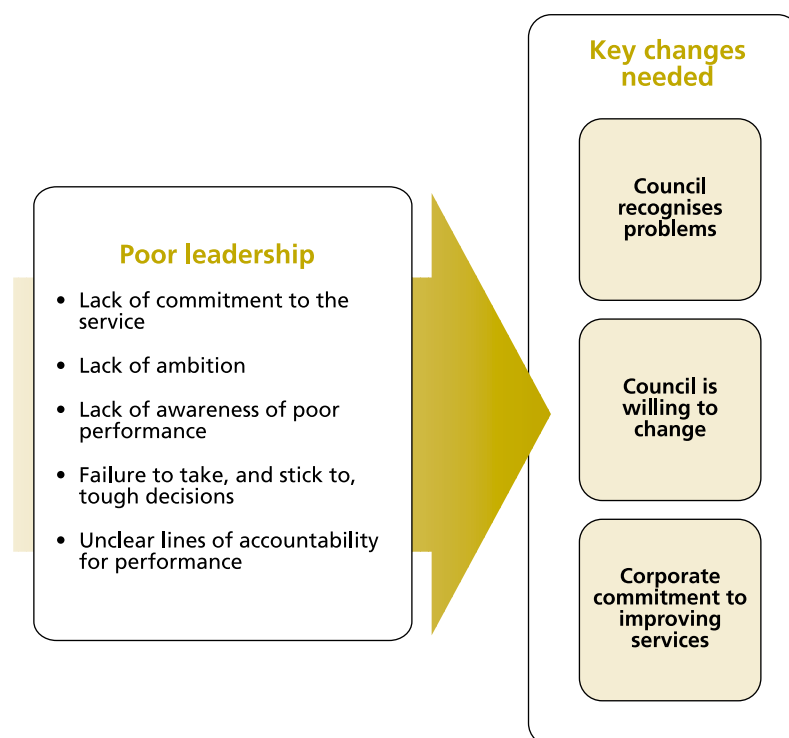 Poor leadership
• Lack of commitment to the
service
• Lack of ambition
• Lack of awareness of poor
performance
• Failure to take, and stick to,
tough decisions
• Unclear lines of accountability
for performance
Key changes
needed
Council
recognises
problems
Council is
willing to
change
Corporate
commitment to
improving
services